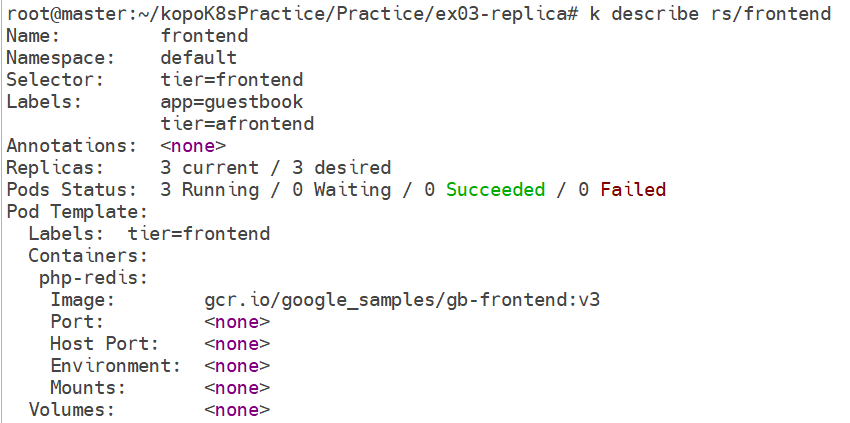 root@master:~/kopoK8sPractice/Practice/ex03-replica# k describe rs/frontend
Name:         frontend
Namespace:    default
Selector:     tier=frontend
Labels:       app=guestbook
              tier=afrontend
Annotations:  <none>
Replicas:     3 current / 3 desired
Pods Status:  3 Running / 0 Waiting / 0 Succeeded / 0 Failed
Pod Template:
  Labels:  tier=frontend
  Containers:
   php-redis:
    Image:        gcr.io/google_samples/gb-frontend:v3
    Port:         <none>
    Host Port:    <none>
    Environment:  <none>
    Mounts:       <none>
  Volumes:        <none>